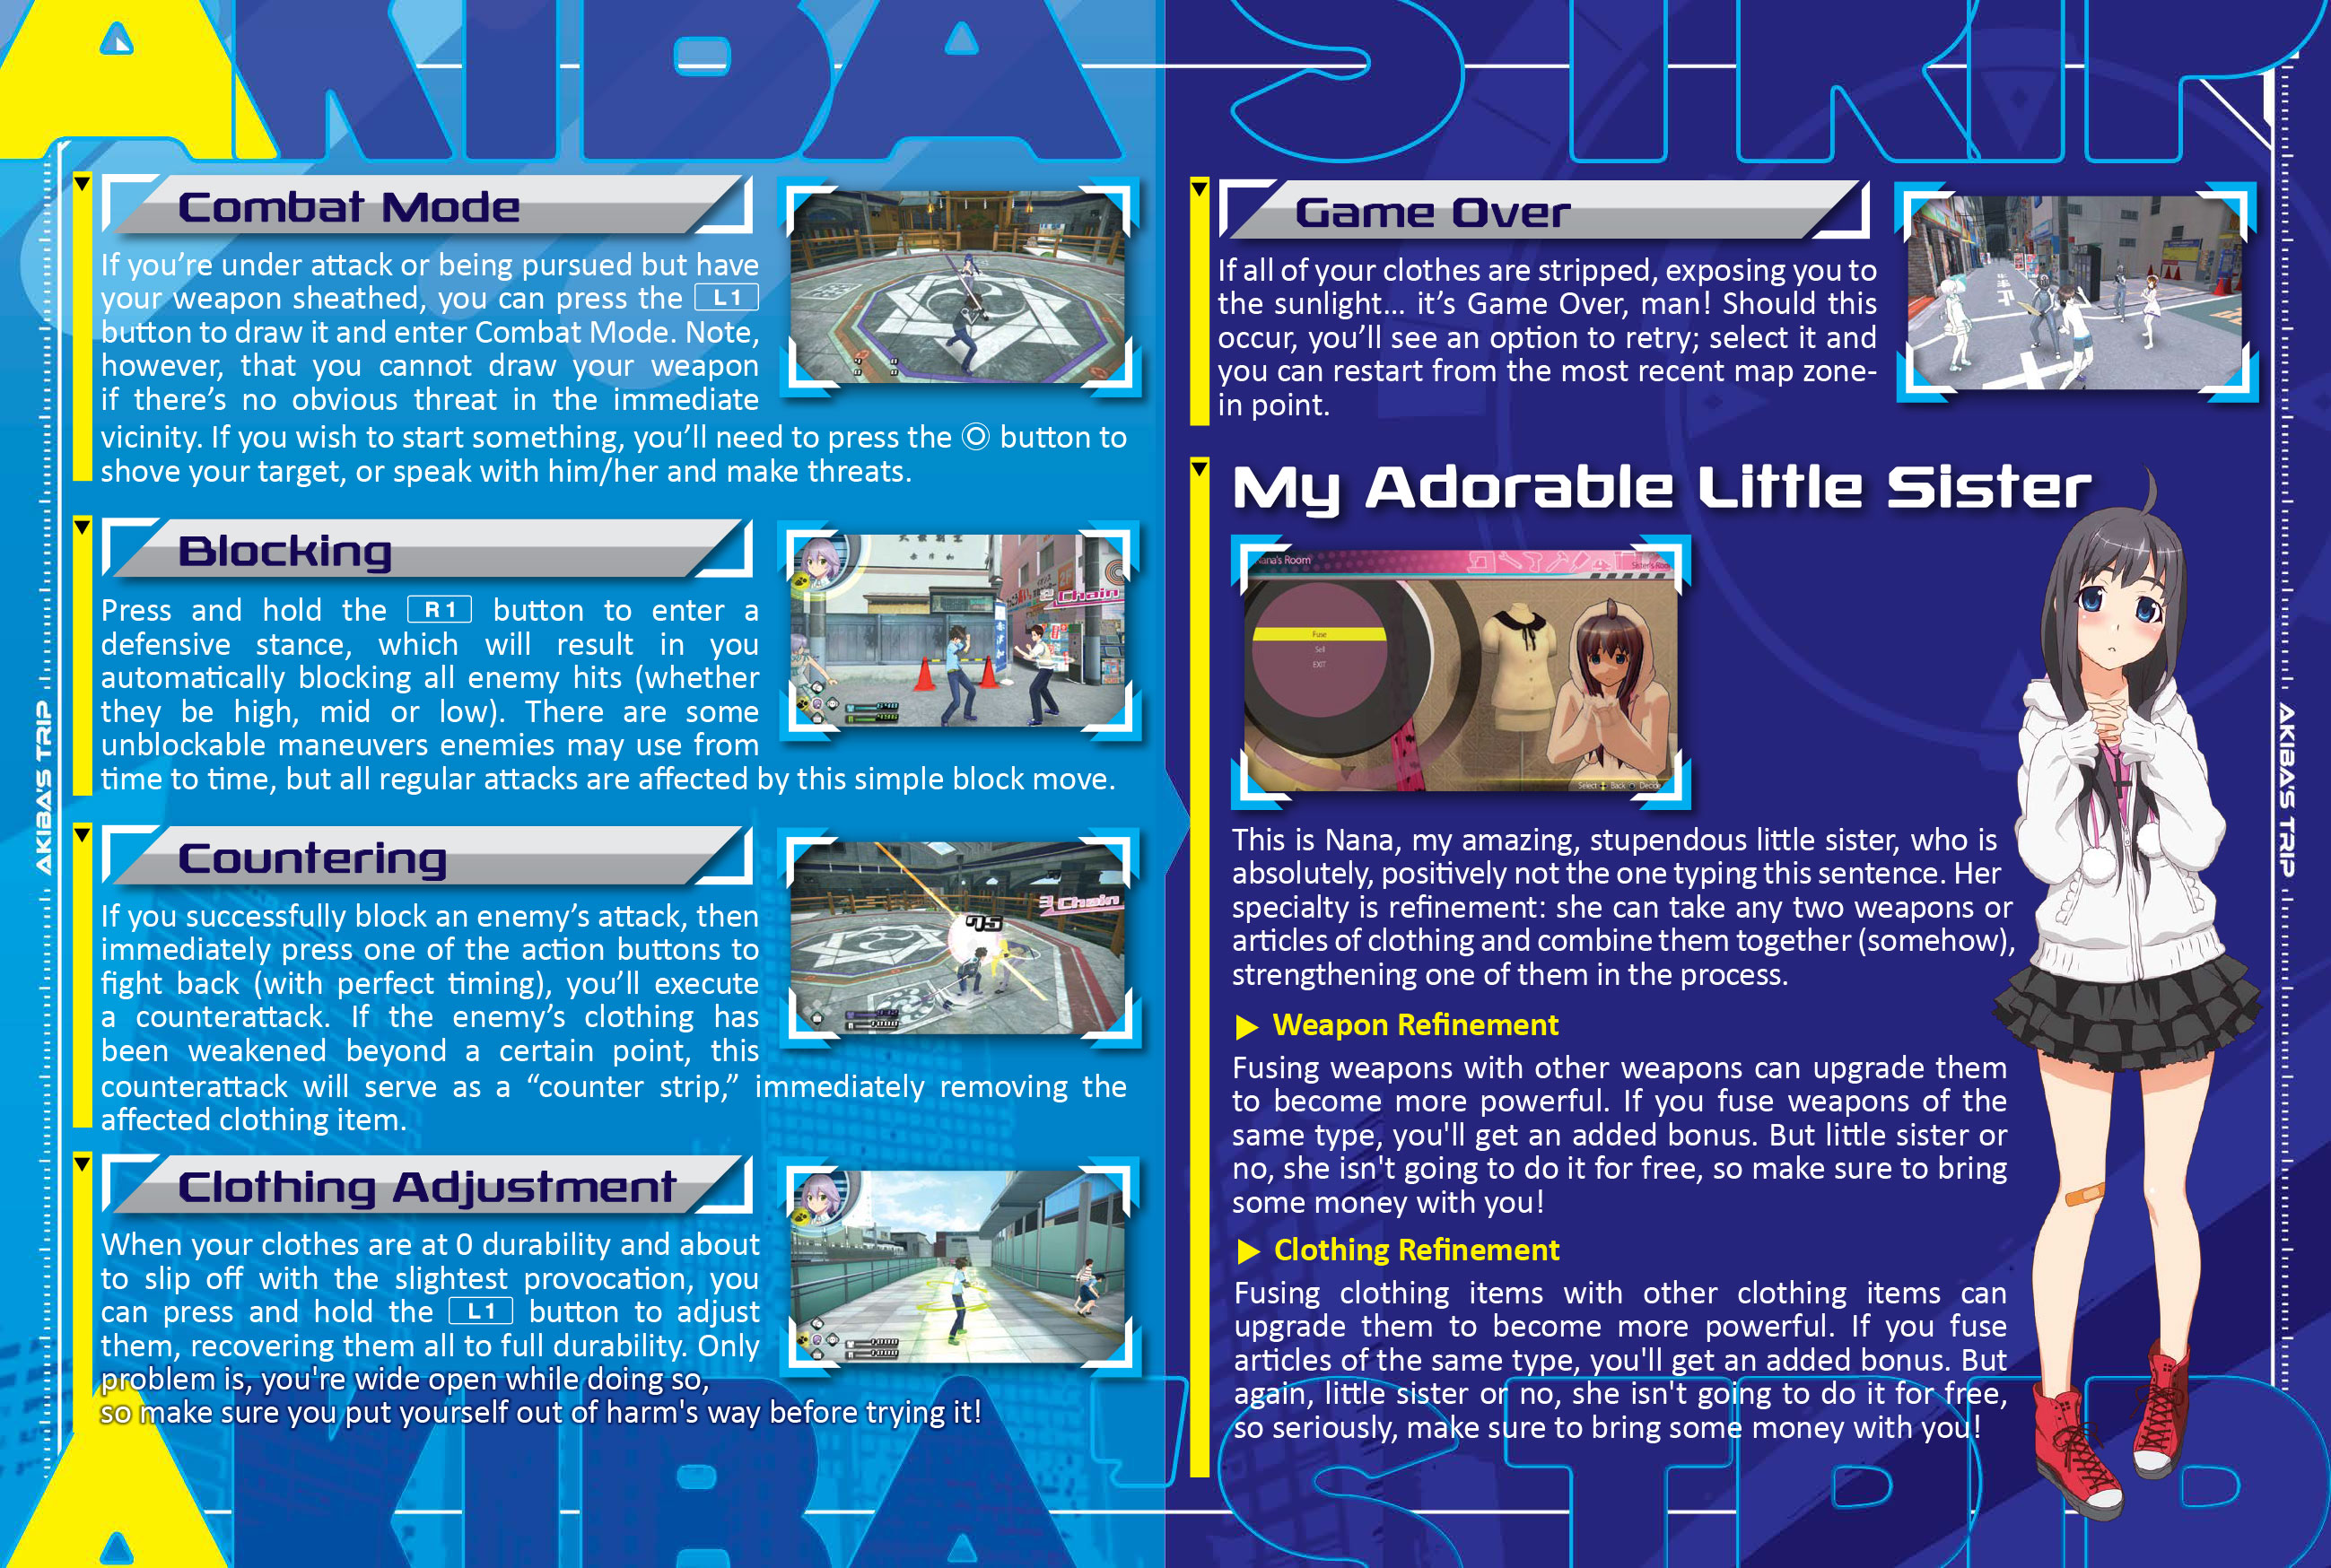 AKIBA'S TRIP
Combat Mode
If you’re under attack or being pursued but have
your weapon sheathed, you can press the L1
button to draw it and enter Combat Mode. Note,
however, that you cannot draw your weapon
if there’s no obvious threat in the immediate
vicinity. If you wish to start something, you’ll need to press the ◎ button to
shove your target, or speak with him/her and make threats.
Blocking
Press and hold the R1 button to enter a
defensive stance, which will result in you
automatically blocking all enemy hits (whether
they be high, mid or low). There are some
unblockable maneuvers enemies may use from
time to time, but all regular attacks are affected by this simple block move.
Chain
Countering
If you successfully block an enemy’s attack, then
immediately press one of the action buttons to
fight back (with perfect timing), you’ll execute
a counterattack. If the enemy’s clothing has
been weakened beyond a certain point, this
counterattack will serve as a “counter strip,” immediately removing the
affected clothing item.
75
3 Chain
Clothing Adjustment
When your clothes are at 0 durability and about
to slip off with the slightest provocation, you
can press and hold the L1 button to adjust
them, recovering them all to full durability. Only
problem is, you're wide open while doing so,
so make sure you put yourself out of harm's way before trying it!
AKIBA'S TRIP
Game Over
If all of your clothes are stripped, exposing you to
the sunlight... it’s Game Over, man! Should this
occur, you’ll see an option to retry; select it and
you can restart from the most recent map zone-
in point.
My Adorable Little Sister
Nana's Room
Sister's Room
Fuse
Sell
EXIT
Select Back Decide
This is Nana, my amazing, stupendous little sister, who is
absolutely, positively not the one typing this sentence. Her
specialty is refinement: she can take any two weapons or
articles of clothing and combine them together (somehow),
strengthening one of them in the process.
▶ Weapon Refinement
Fusing weapons with other weapons can upgrade them
to become more powerful. If you fuse weapons of the
same type, you'll get an added bonus. But little sister or
no, she isn't going to do it for free, so make sure to bring
some money with you!
▶ Clothing Refinement
Fusing clothing items with other clothing items can
upgrade them to become more powerful. If you fuse
articles of the same type, you'll get an added bonus. But
again, little sister or no, she isn't going to do it for free,
so seriously, make sure to bring some money with you!
AKIBA'S TRIP
AKIBA STRIP
AKIBA'STRIP